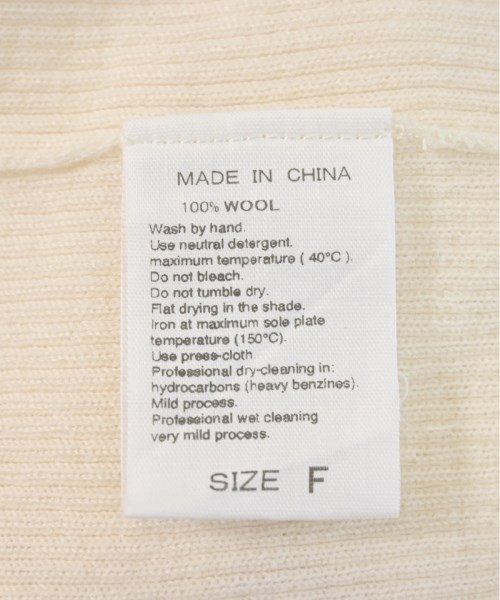 MADE IN CHINA
100% WOOL
Wash by hand.
Use neutral detergent.
maximum temperature ( 40°C ).
Do not bleach.
Do not tumble dry.
Flat drying in the shade.
Iron at maximum sole plate
temperature (150°C).
Use press-cloth.
Professional dry-cleaning in:
hydrocarbons (heavy benzines).
Mild process.
Professional wet cleaning
very mild process.
SIZE F